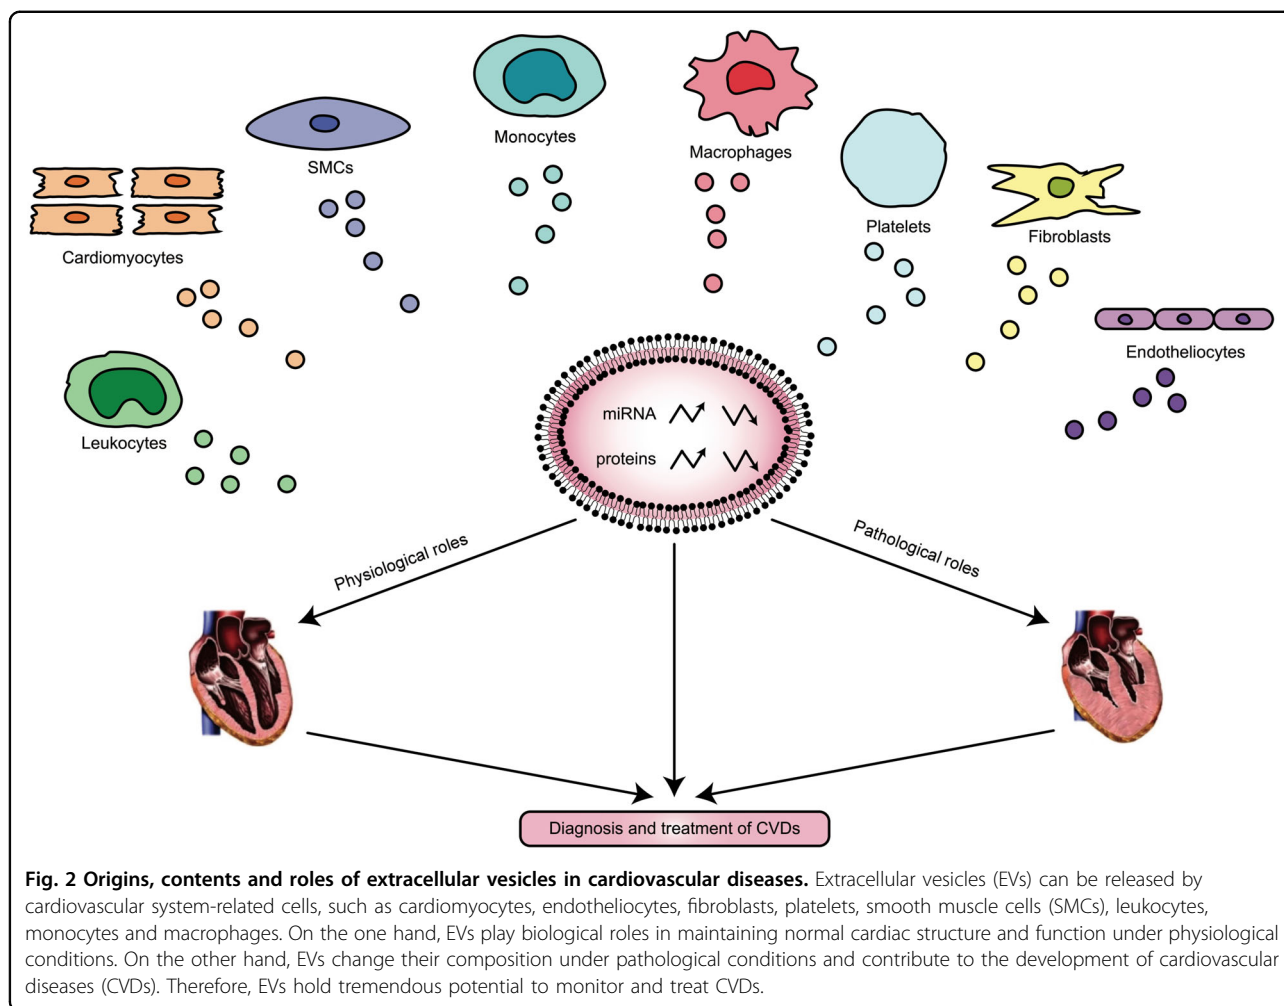 Monocytes
Macrophages
SMCs
Platelets
Fibroblasts
Cardiomyocytes
Endotheliocytes
Leukocytes
miRNA
proteins
Physiological roles
Pathological roles
Diagnosis and treatment of CVDs
Fig. 2 Origins, contents and roles of extracellular vesicles in cardiovascular diseases. Extracellular vesicles (EVs) can be released by
cardiovascular system-related cells, such as cardiomyocytes, endotheliocytes, fibroblasts, platelets, smooth muscle cells (SMCs), leukocytes,
monocytes and macrophages. On the one hand, EVs play biological roles in maintaining normal cardiac structure and function under physiological
conditions. On the other hand, EVs change their composition under pathological conditions and contribute to the development of cardiovascular
diseases (CVDs). Therefore, EVs hold tremendous potential to monitor and treat CVDs.